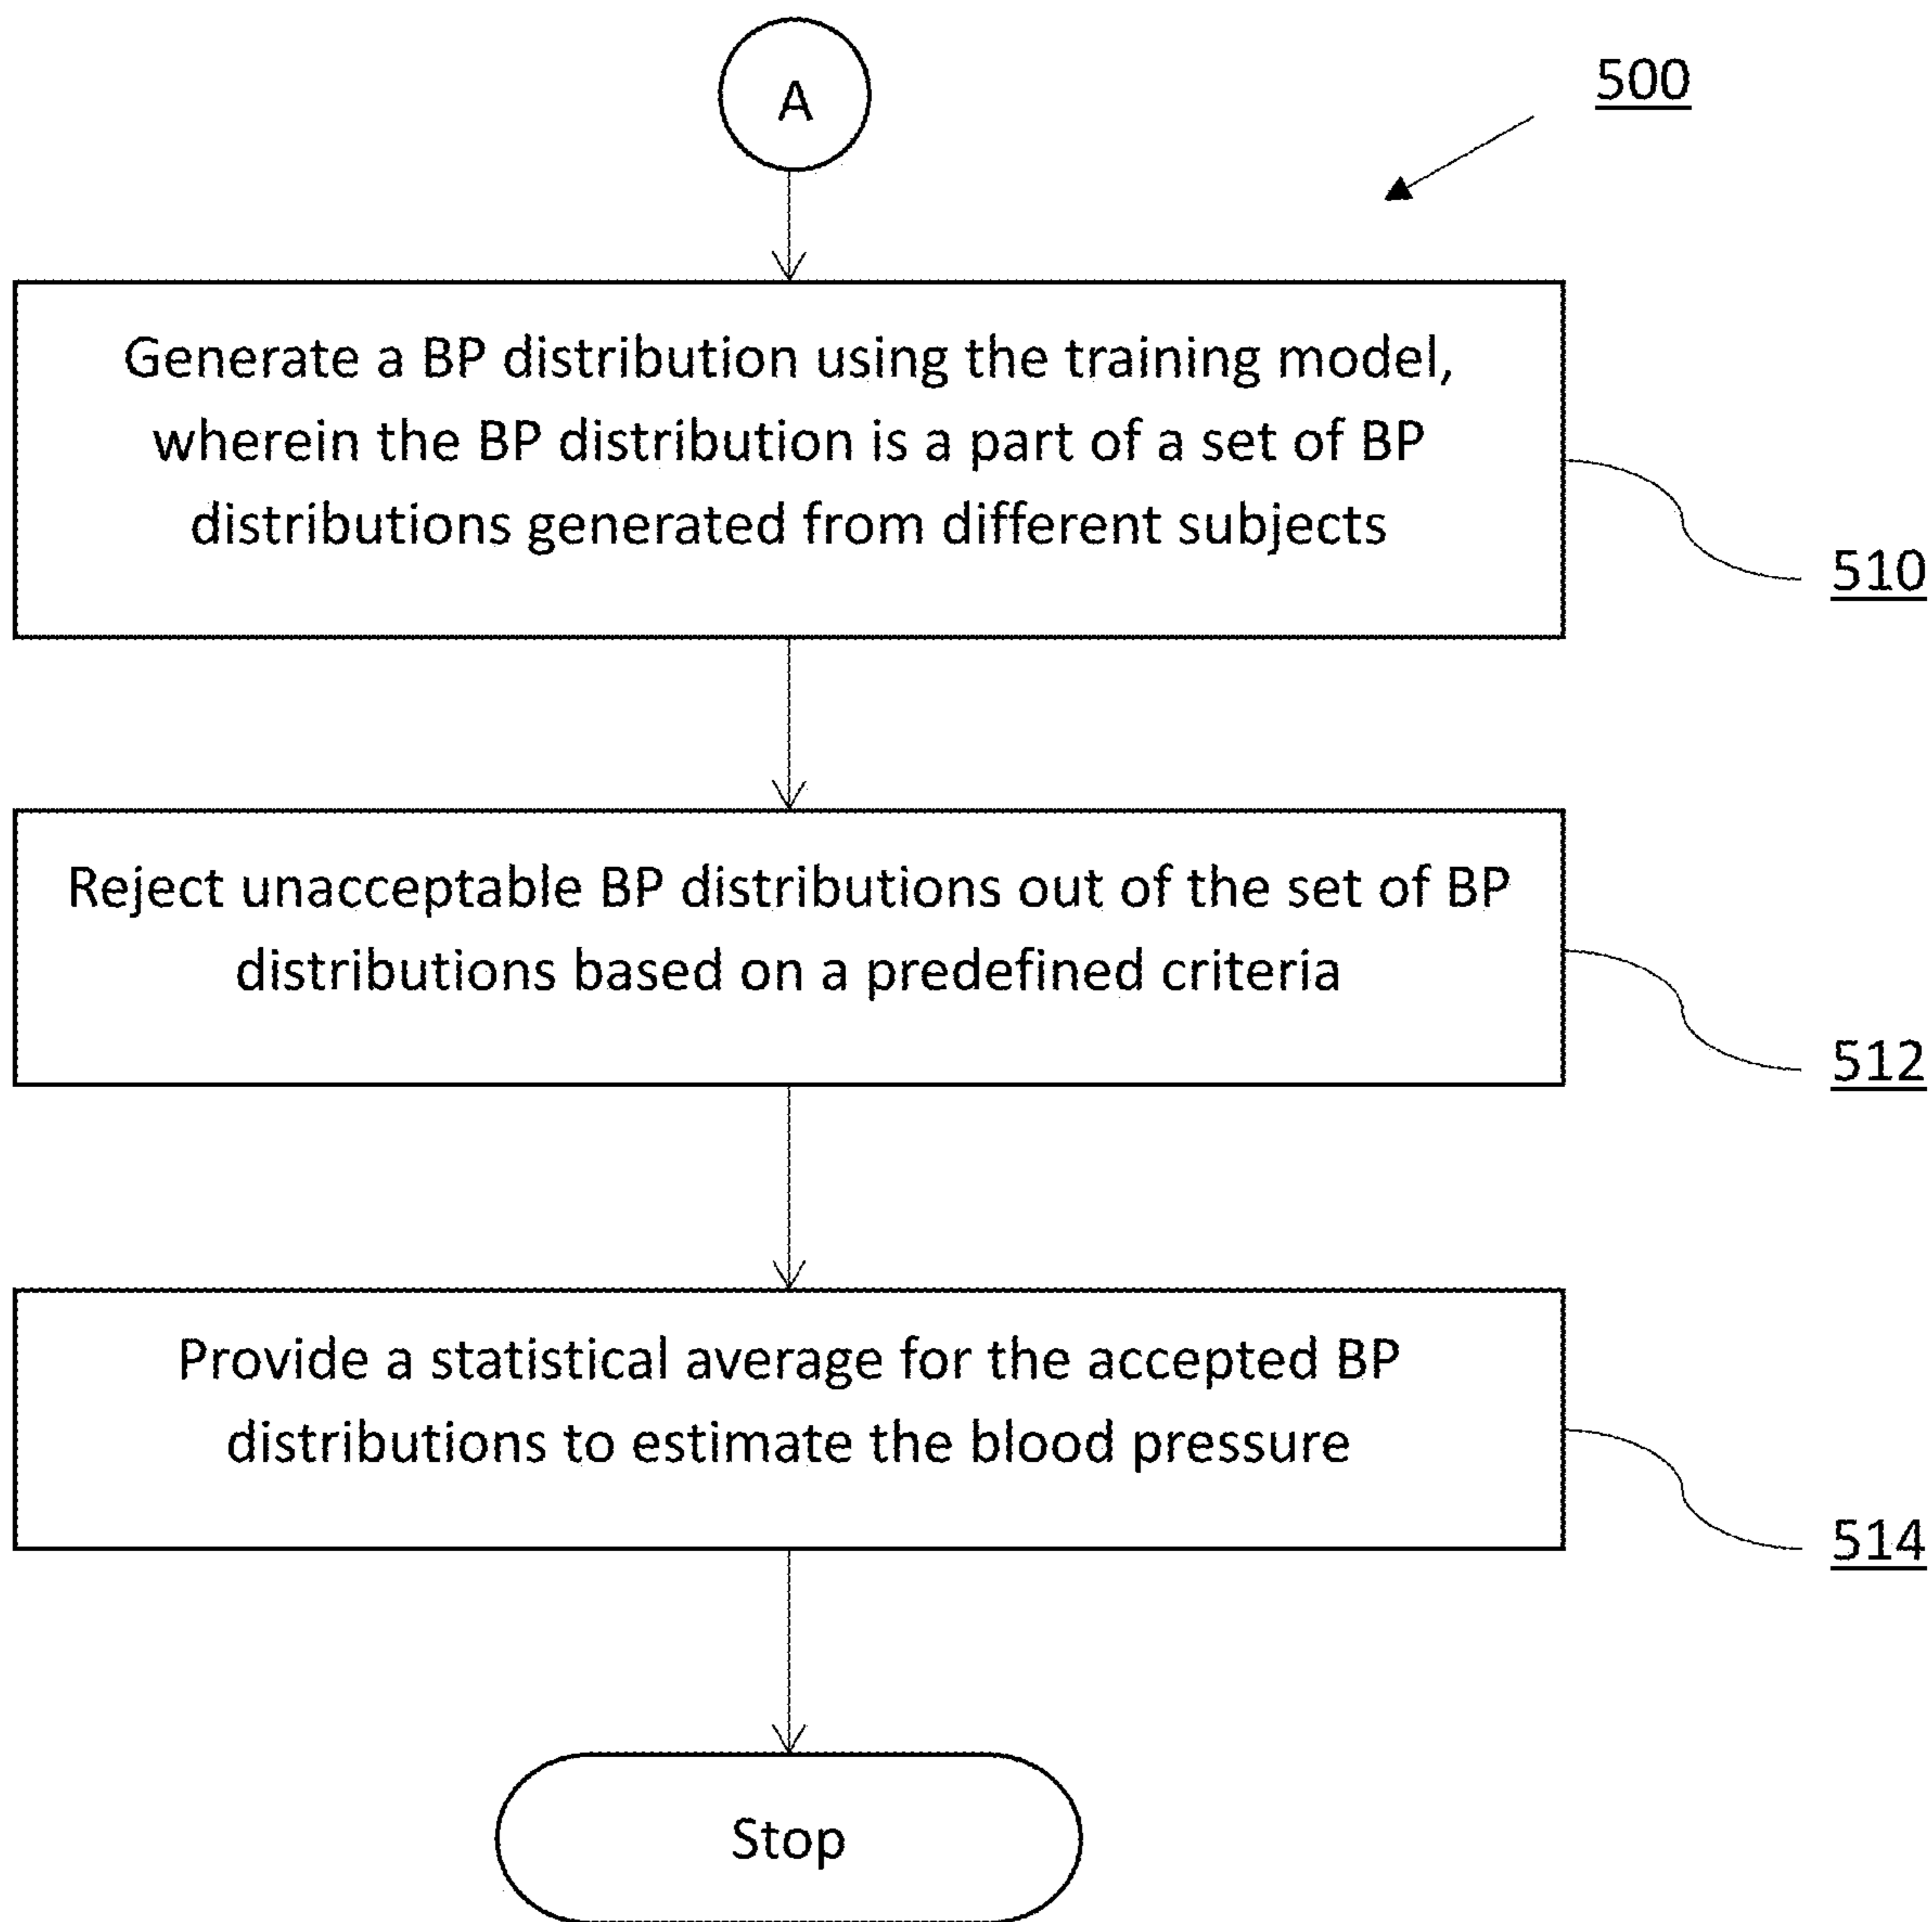 A
500
Generate a BP distribution using the training model,
wherein the BP distribution is a part of a set of BP
distributions generated from different subjects
510
Reject unacceptable BP distributions out of the set of BP
distributions based on a predefined criteria
512
Provide a statistical average for the accepted BP
distributions to estimate the blood pressure
514
Stop